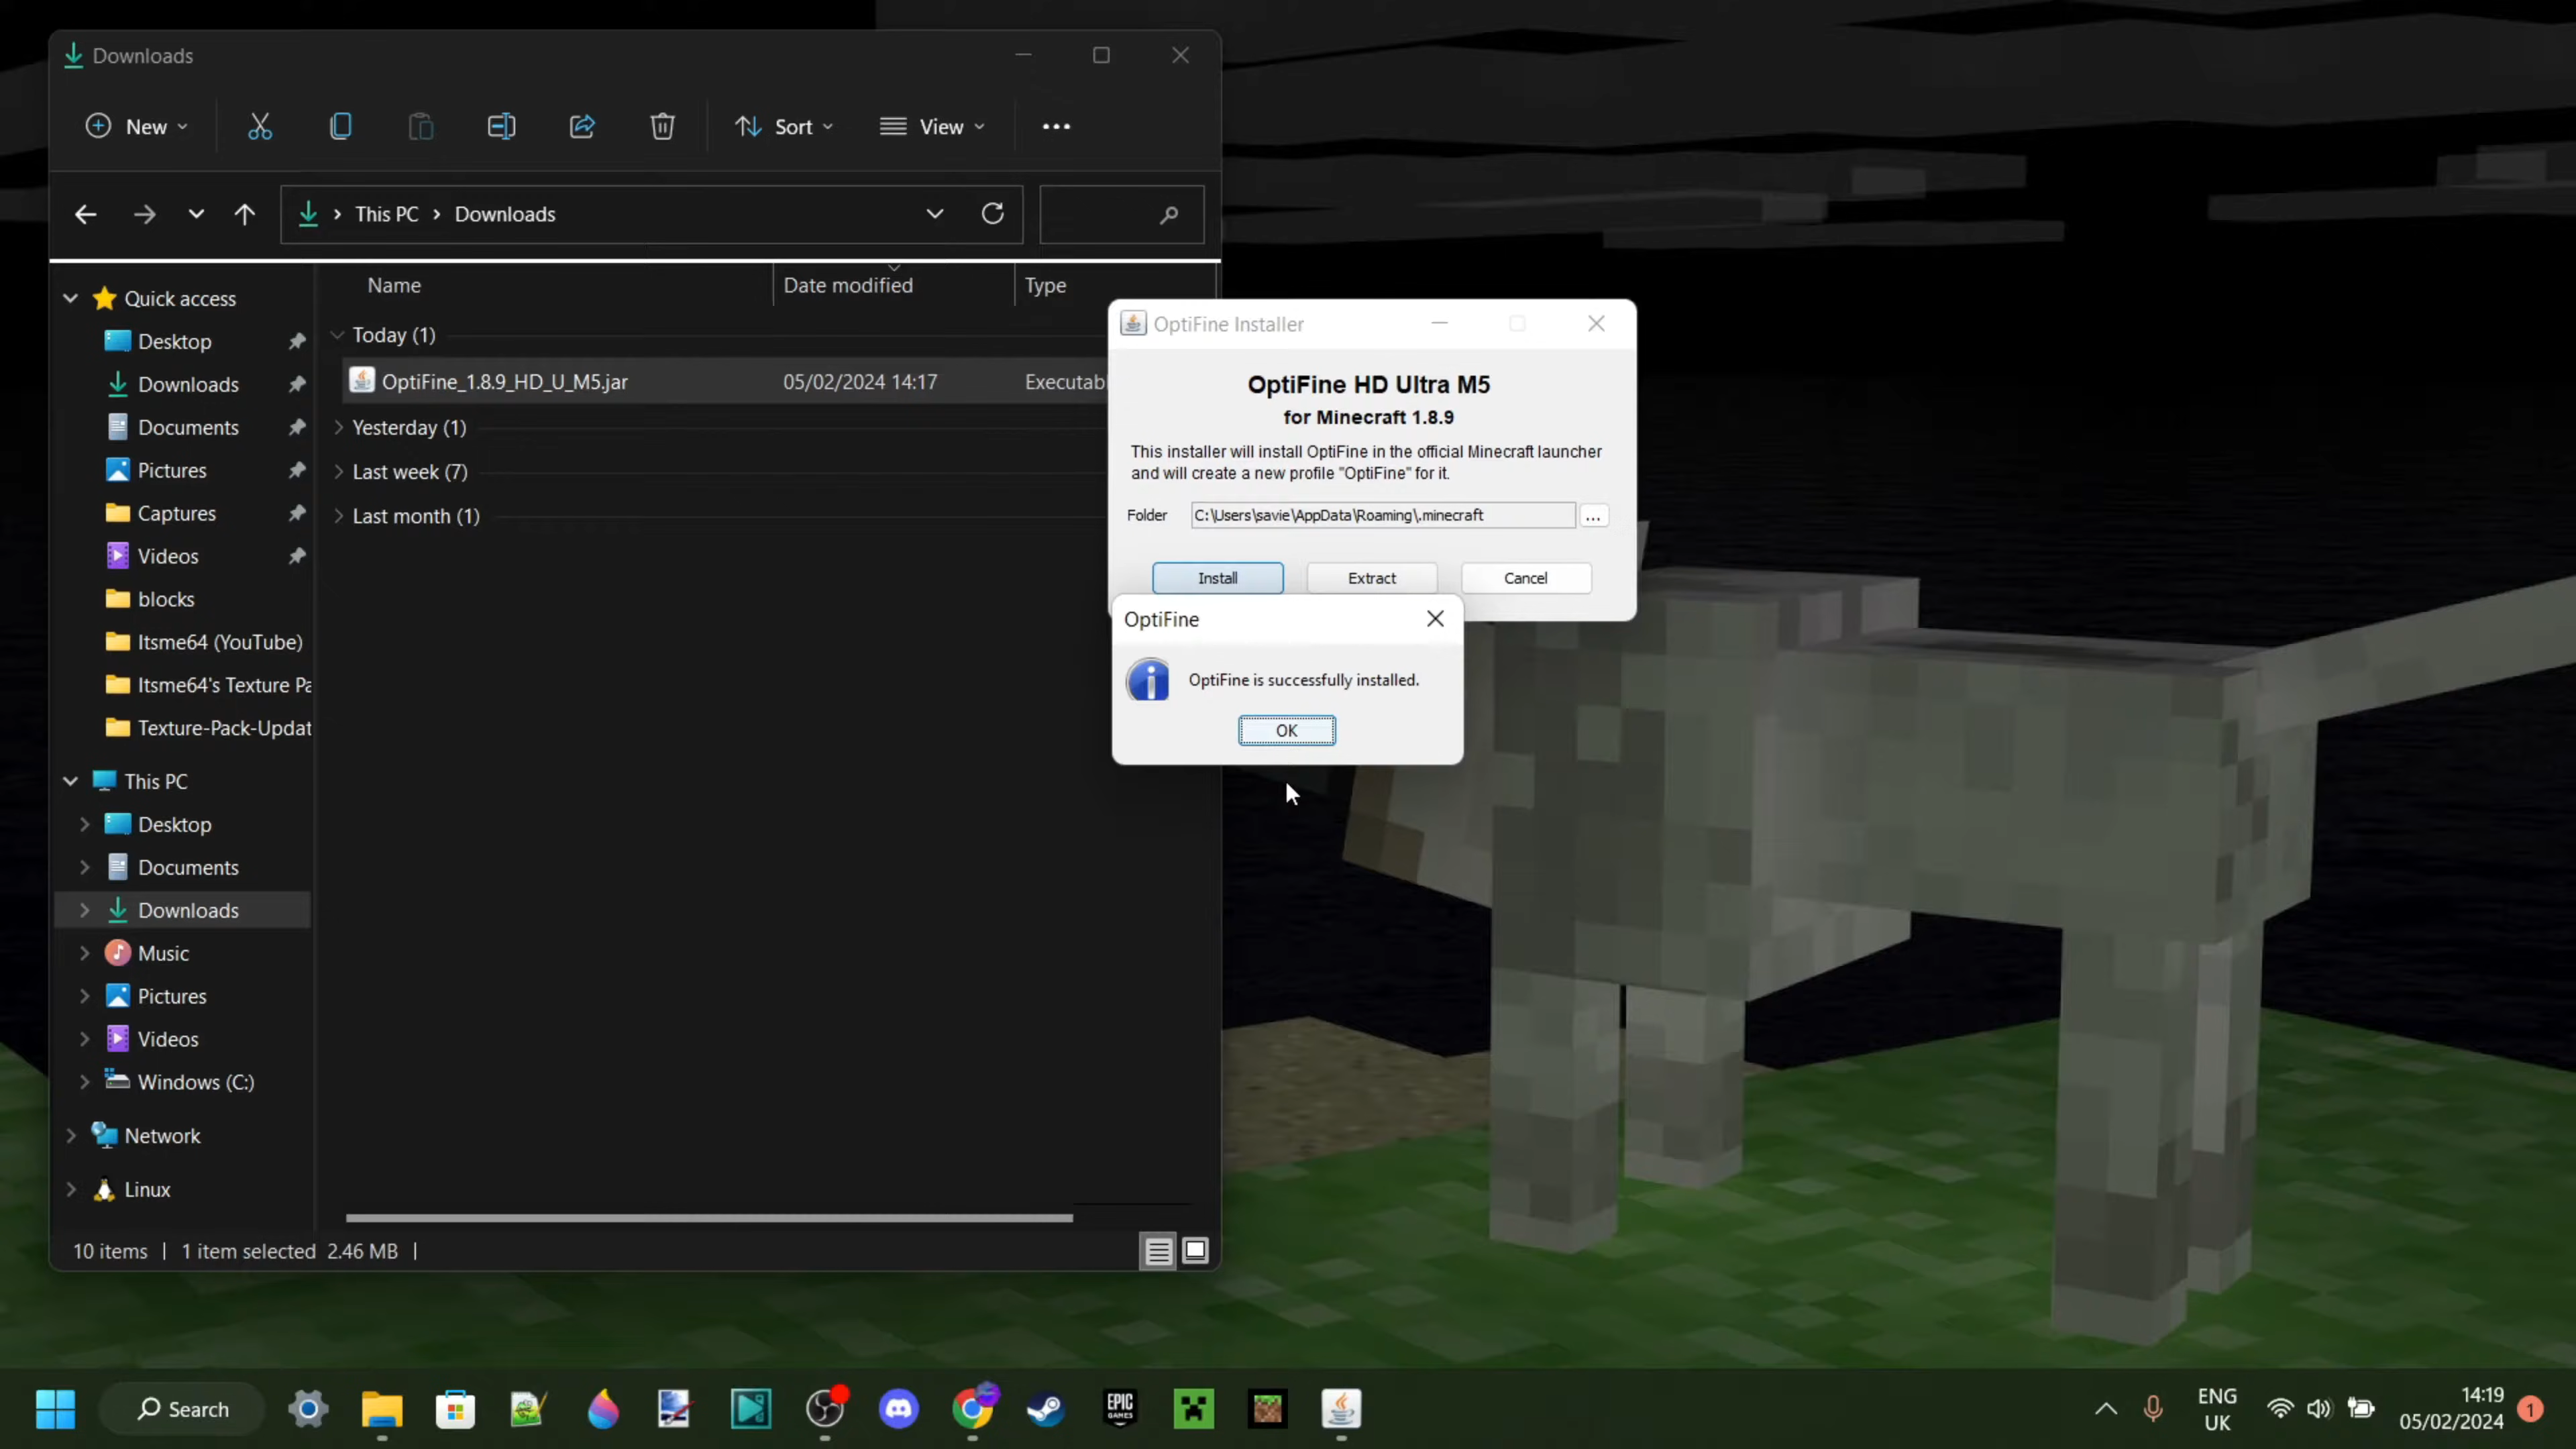 Downloads
New
Sort
View
This PC
Downloads
Name
Date modified
Type
Quick access
Desktop
Downloads
Documents
Pictures
Captures
Videos
blocks
Itsme64 (YouTube)
Itsme64's Texture Pa
Texture-Pack-Updat
This PC
Desktop
Documents
Downloads
Music
Pictures
Videos
Windows (C:)
Network
Linux
Today (1)
OptiFine_1.8.9_HD_U_M5.jar 05/02/2024 14:17 Executab
Yesterday (1)
Last week (7)
Last month (1)
10 items
1 item selected 2.46 MB
OptiFine Installer
OptiFine HD Ultra M5
for Minecraft 1.8.9
This installer will install OptiFine in the official Minecraft launcher
and will create a new profile "OptiFine" for it.
Folder
C:\Users\savie\AppData\Roaming\.minecraft
...
Install
Extract
Cancel
OptiFine
OptiFine is successfully installed.
OK
Search
EPIC
GAMES
ENG
UK
14:19
05/02/2024
1